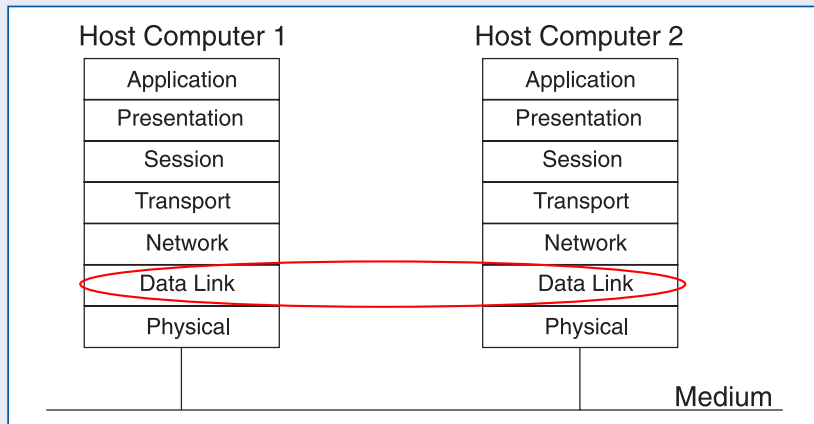 Host Computer 1
Application
Presentation
Session
Transport
Network
Data Link
Physical
Host Computer 2
Application
Presentation
Session
Transport
Network
Data Link
Physical
Medium